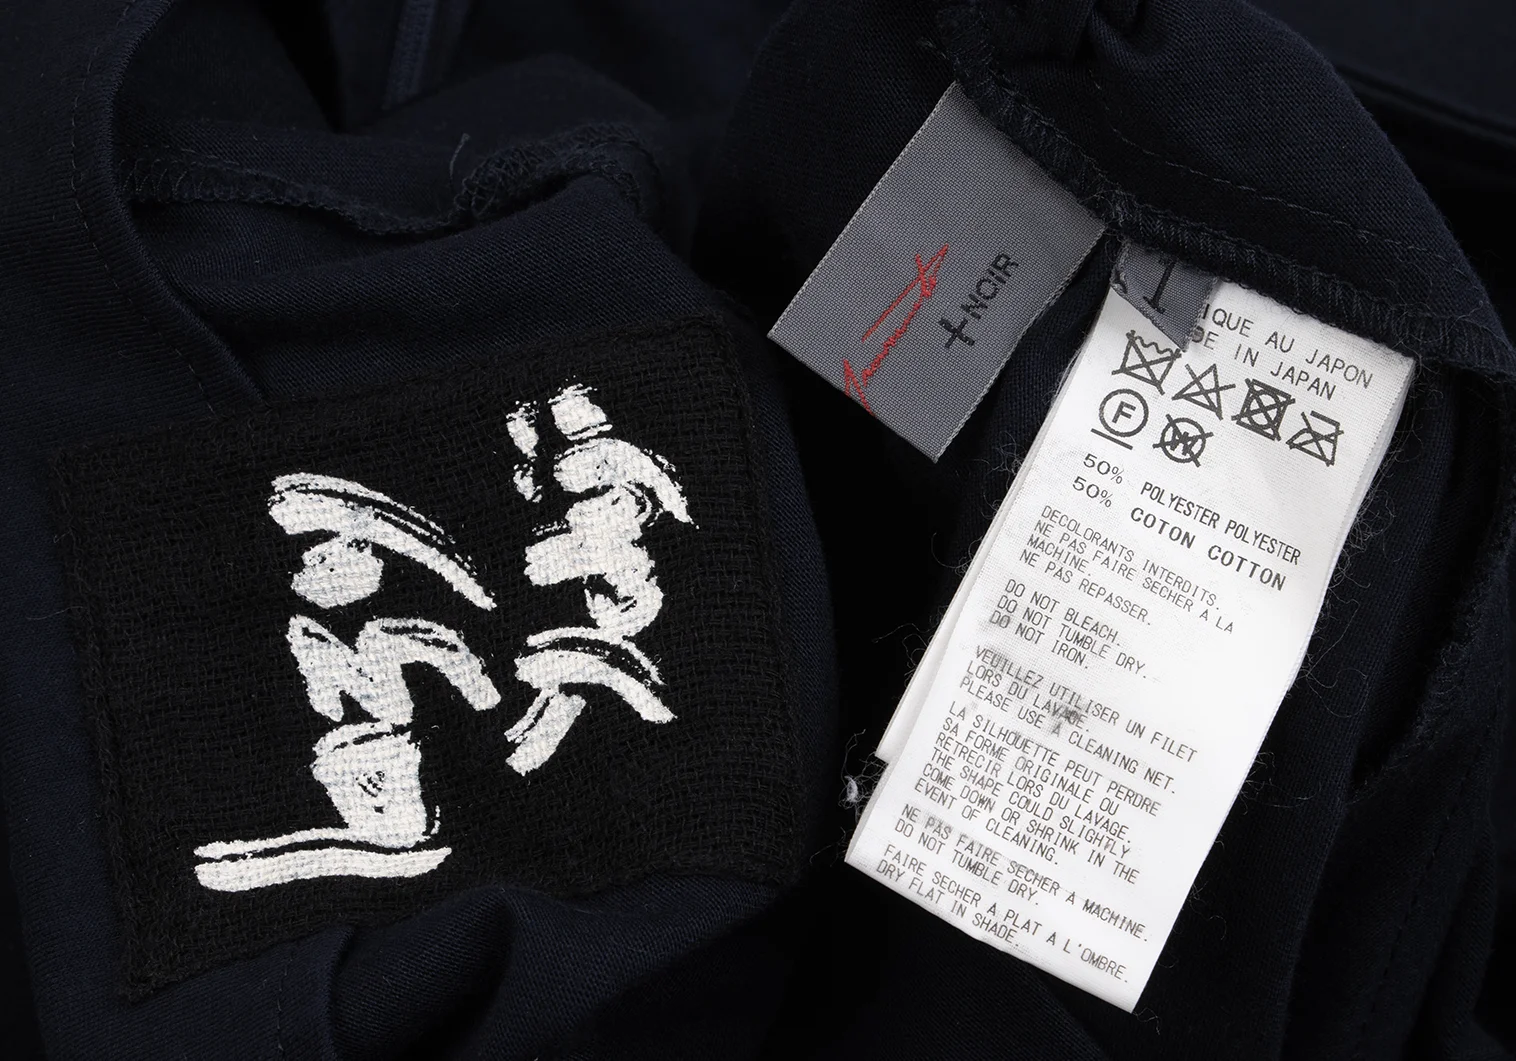 +NOIR
1
IQUE AU JAPON
DE IN JAPAN
F
50% POLYESTER POLYESTER
50% COTON COTTON
DECOLORANTS INTERDITS.
NE PAS FAIRE SECHER A LA
MACHINE.
NE PAS REPASSER.
DO NOT BLEACH.
DO NOT TUMBLE DRY.
DO NOT IRON.
VEUILLEZ UTILISER UN FILET
LORS DU LAVAGE.
PLEASE USE A CLEANING NET.
LA SILHOUETTE PEUT PERDRE
SA FORME ORIGINALE OU
RETRECIR LORS DU LAVAGE.
THE SHAPE COULD SLIGHTLY
COME DOWN OR SHRINK IN THE
EVENT OF CLEANING.
NE PAS FAIRE SECHER A MACHINE.
DO NOT TUMBLE DRY.
FAIRE SECHER A PLAT A L'OMBRE.
DRY FLAT IN SHADE.